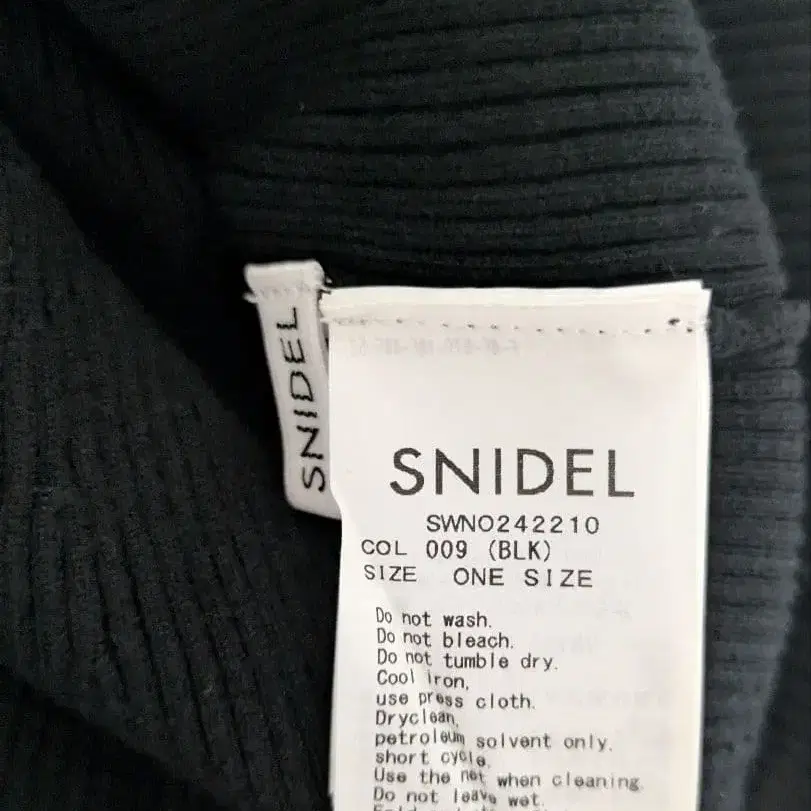 SNIDEL
SNIDEL
SWNO242210
COL 009 (BLK)
SIZE ONE SIZE
Do not wash.
Do not bleach.
Do not tumble dry.
Cool iron,
use press cloth.
Dryclean,
petroleum solvent only,
short cycle.
Use the net when cleaning.
Do not leave wet.